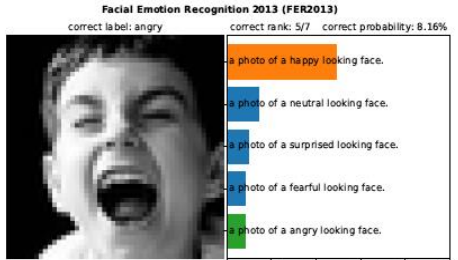 Facial Emotion Recognition 2013 (FER2013)
correct label: angry
correct rank: 5/7 correct probability: 8.16%
a photo of a happy looking face.
a photo of a neutral looking face.
a photo of a surprised looking face.
a photo of a fearful looking face.
a photo of a angry looking face.